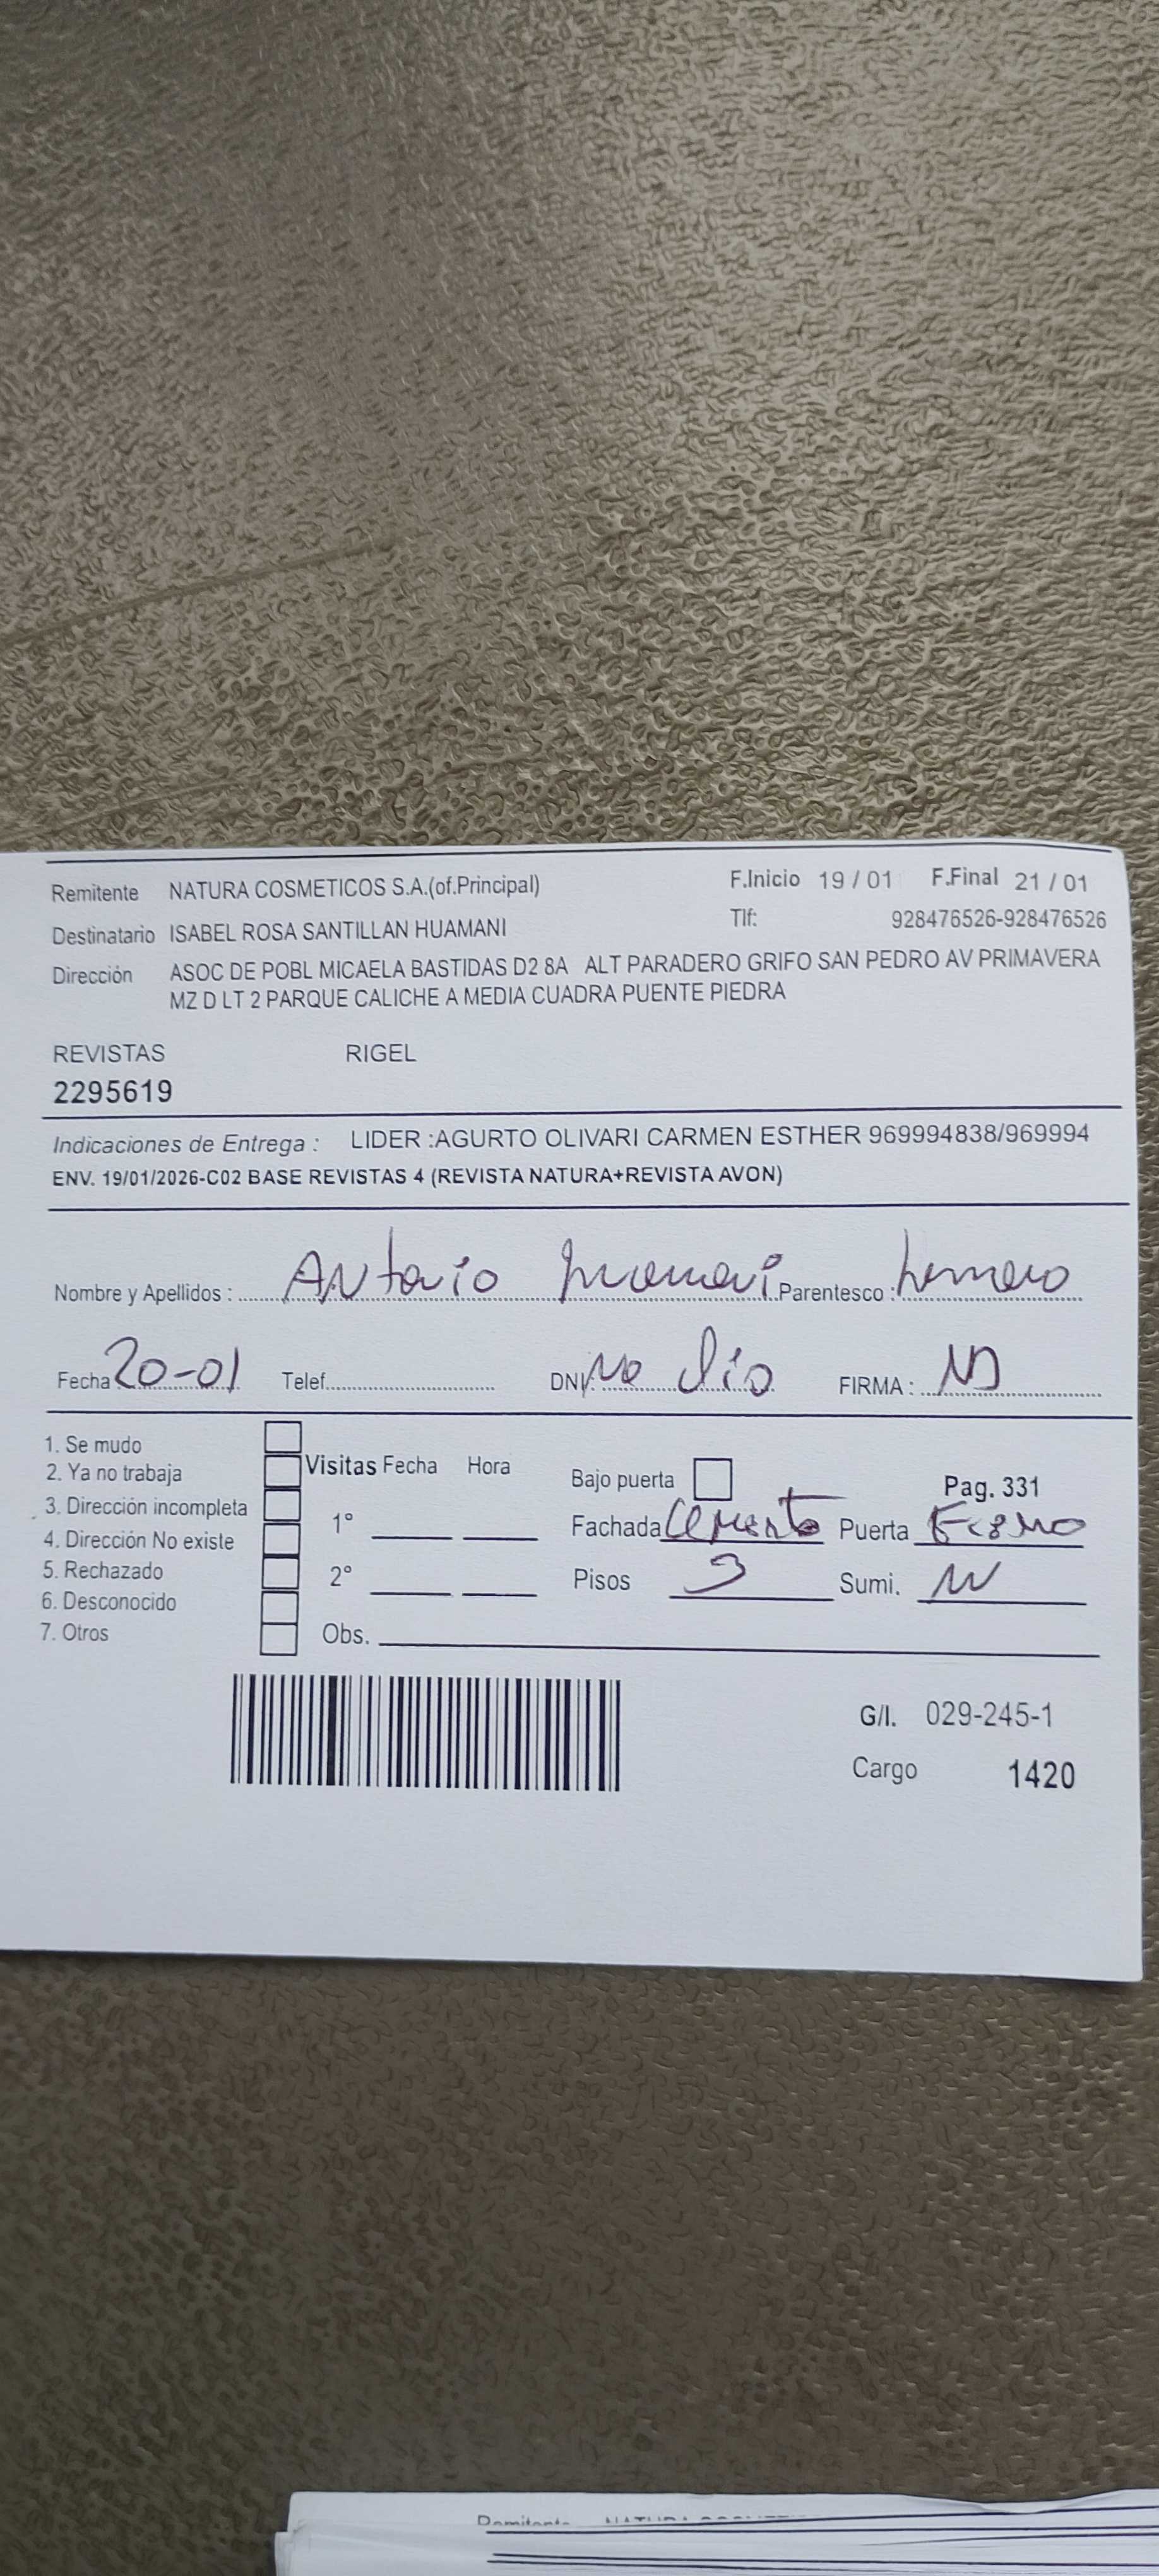 Remitente NATURA COSMETICOS S.A.(of.Principal) F.Inicio 19 / 01 F.Final 21 / 01
Destinatario ISABEL ROSA SANTILLAN HUAMANI Tlf: 928476526-928476526
Dirección ASOC DE POBL MICAELA BASTIDAS D2 8A ALT PARADERO GRIFO SAN PEDRO AV PRIMAVERA
MZ D LT 2 PARQUE CALICHE A MEDIA CUADRA PUENTE PIEDRA
REVISTAS RIGEL
2295619
Indicaciones de Entrega : LIDER :AGURTO OLIVARI CARMEN ESTHER 969994838/969994
ENV. 19/01/2026-C02 BASE REVISTAS 4 (REVISTA NATURA+REVISTA AVON)
Nombre y Apellidos : Antonio Parentesco :
Fecha 20-01 Telef. DNI. No dio FIRMA :
1. Se mudo
2. Ya no trabaja
3. Dirección incompleta
4. Dirección No existe
5. Rechazado
6. Desconocido
7. Otros
Visitas Fecha Hora
1°
2°
Bajo puerta
Pag. 331
Fachada Cemento Puerta
Pisos 3 Sumi.
Obs.
G/I. 029-245-1
Cargo 1420